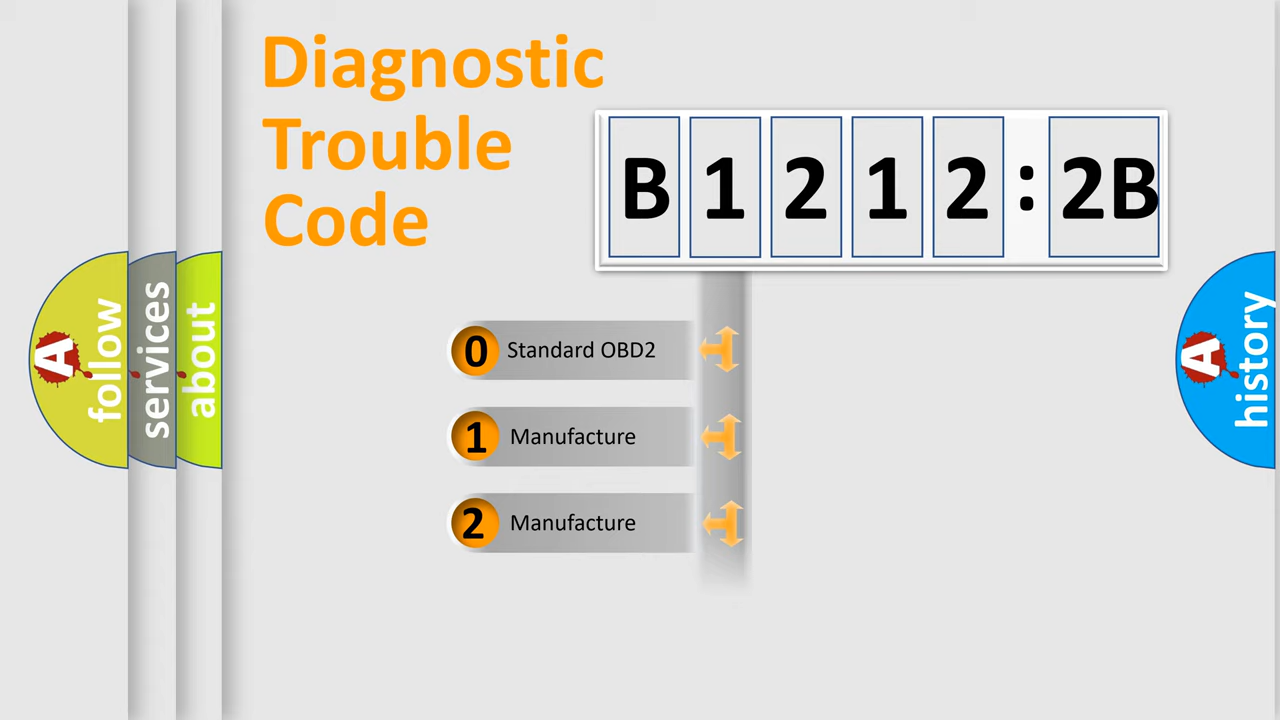 Diagnostic
Trouble
Code
B 1 2 1 2 : 2B
0 Standard OBD2
1 Manufacture
2 Manufacture
A follow
services
about
A history